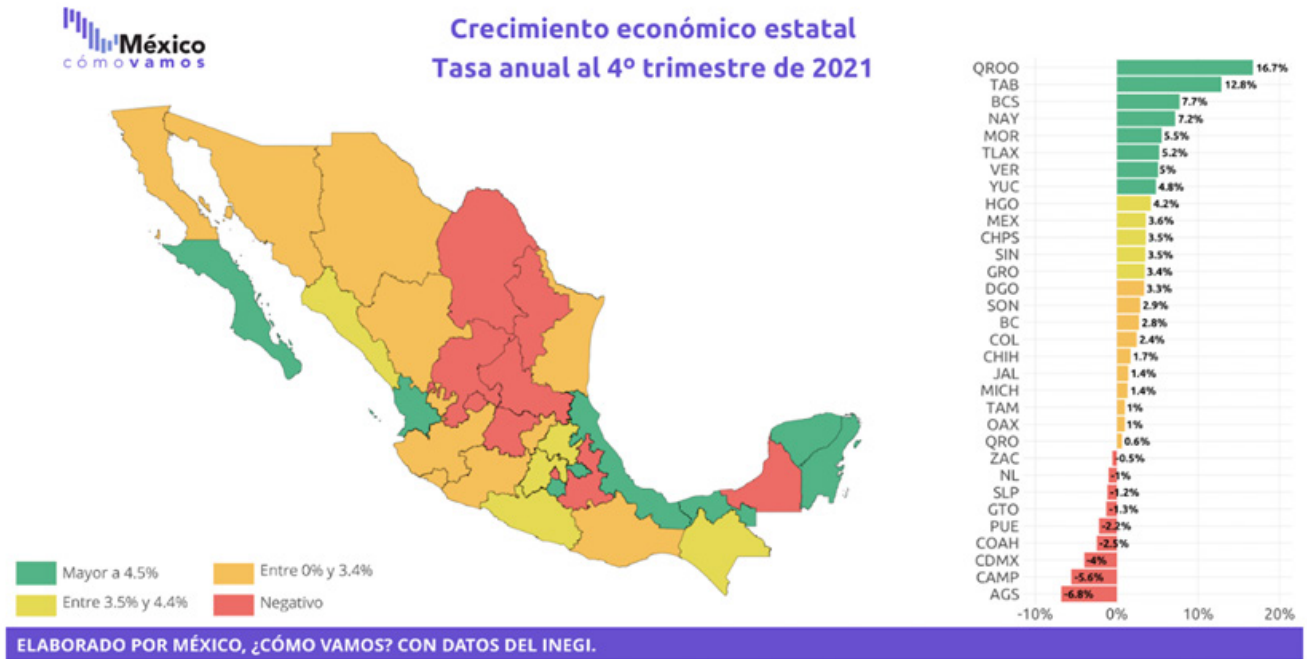 México
cómovamos
Crecimiento económico estatal
Tasa anual al 4º trimestre de 2021
QROO 16.7%
TAB 12.8%
BCS 7.7%
NAY 7.2%
MOR 5.5%
TLAX 5.2%
VER 5%
YUC 4.8%
HGO 4.2%
MEX 3.6%
CHPS 3.5%
SIN 3.5%
GRO 3.4%
DGO 3.3%
SON 2.9%
BC 2.8%
COL 2.4%
CHIH 1.7%
JAL 1.4%
MICH 1.4%
TAM 1%
OAX 1%
QRO 0.6%
ZAC -0.5%
NL -1%
SLP -1.2%
GTO -1.3%
PUE -2.2%
COAH -2.5%
CDMX -4%
CAMP -5.6%
AGS -6.8%
-10% 0% 10% 20%
Mayor a 4.5%
Entre 0% y 3.4%
Entre 3.5% y 4.4%
Negativo
ELABORADO POR MÉXICO, ¿CÓMO VAMOS? CON DATOS DEL INEGI.